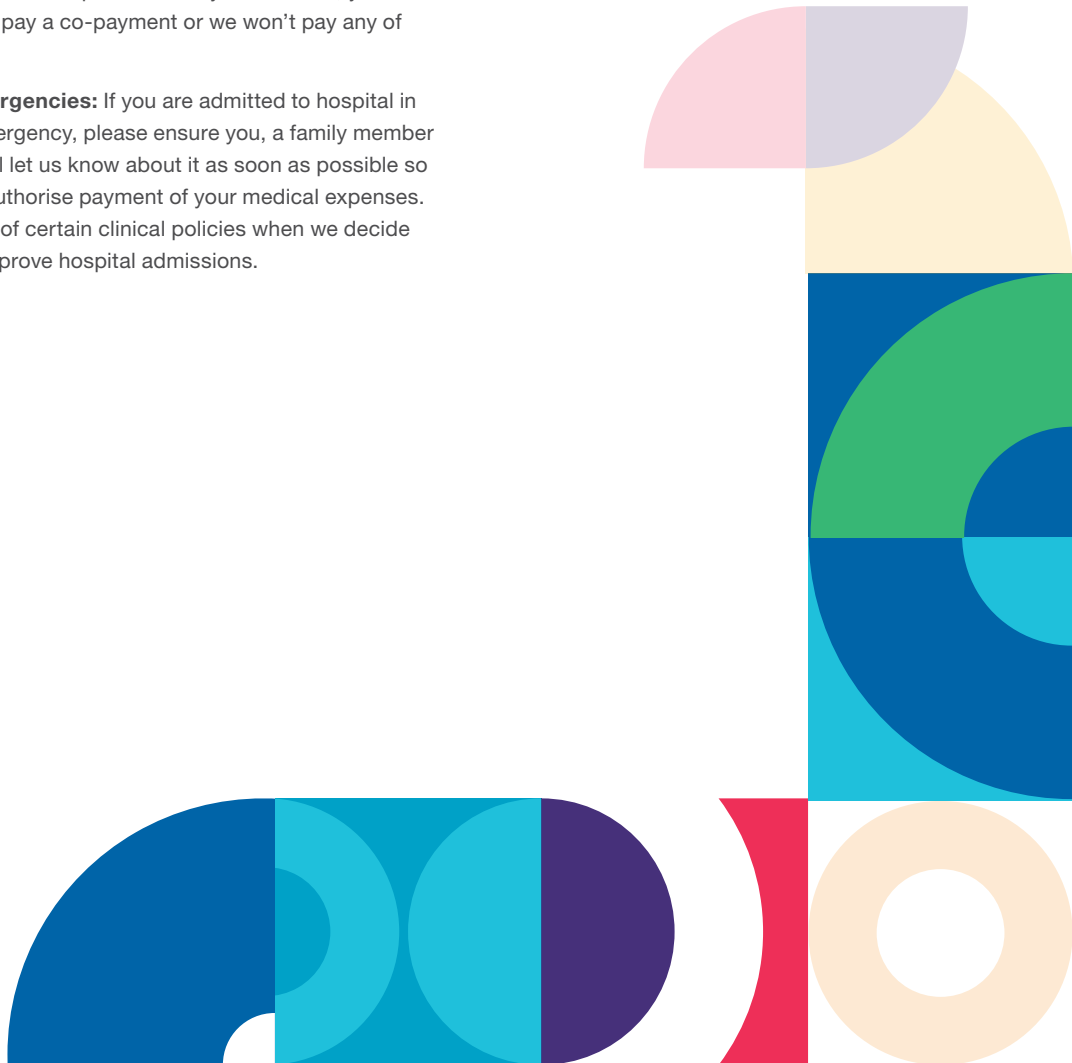 pay a co-payment or we won’t pay any of
rgencies: If you are admitted to hospital in
ergency, please ensure you, a family member
l let us know about it as soon as possible so
uthorise payment of your medical expenses.
of certain clinical policies when we decide
prove hospital admissions.